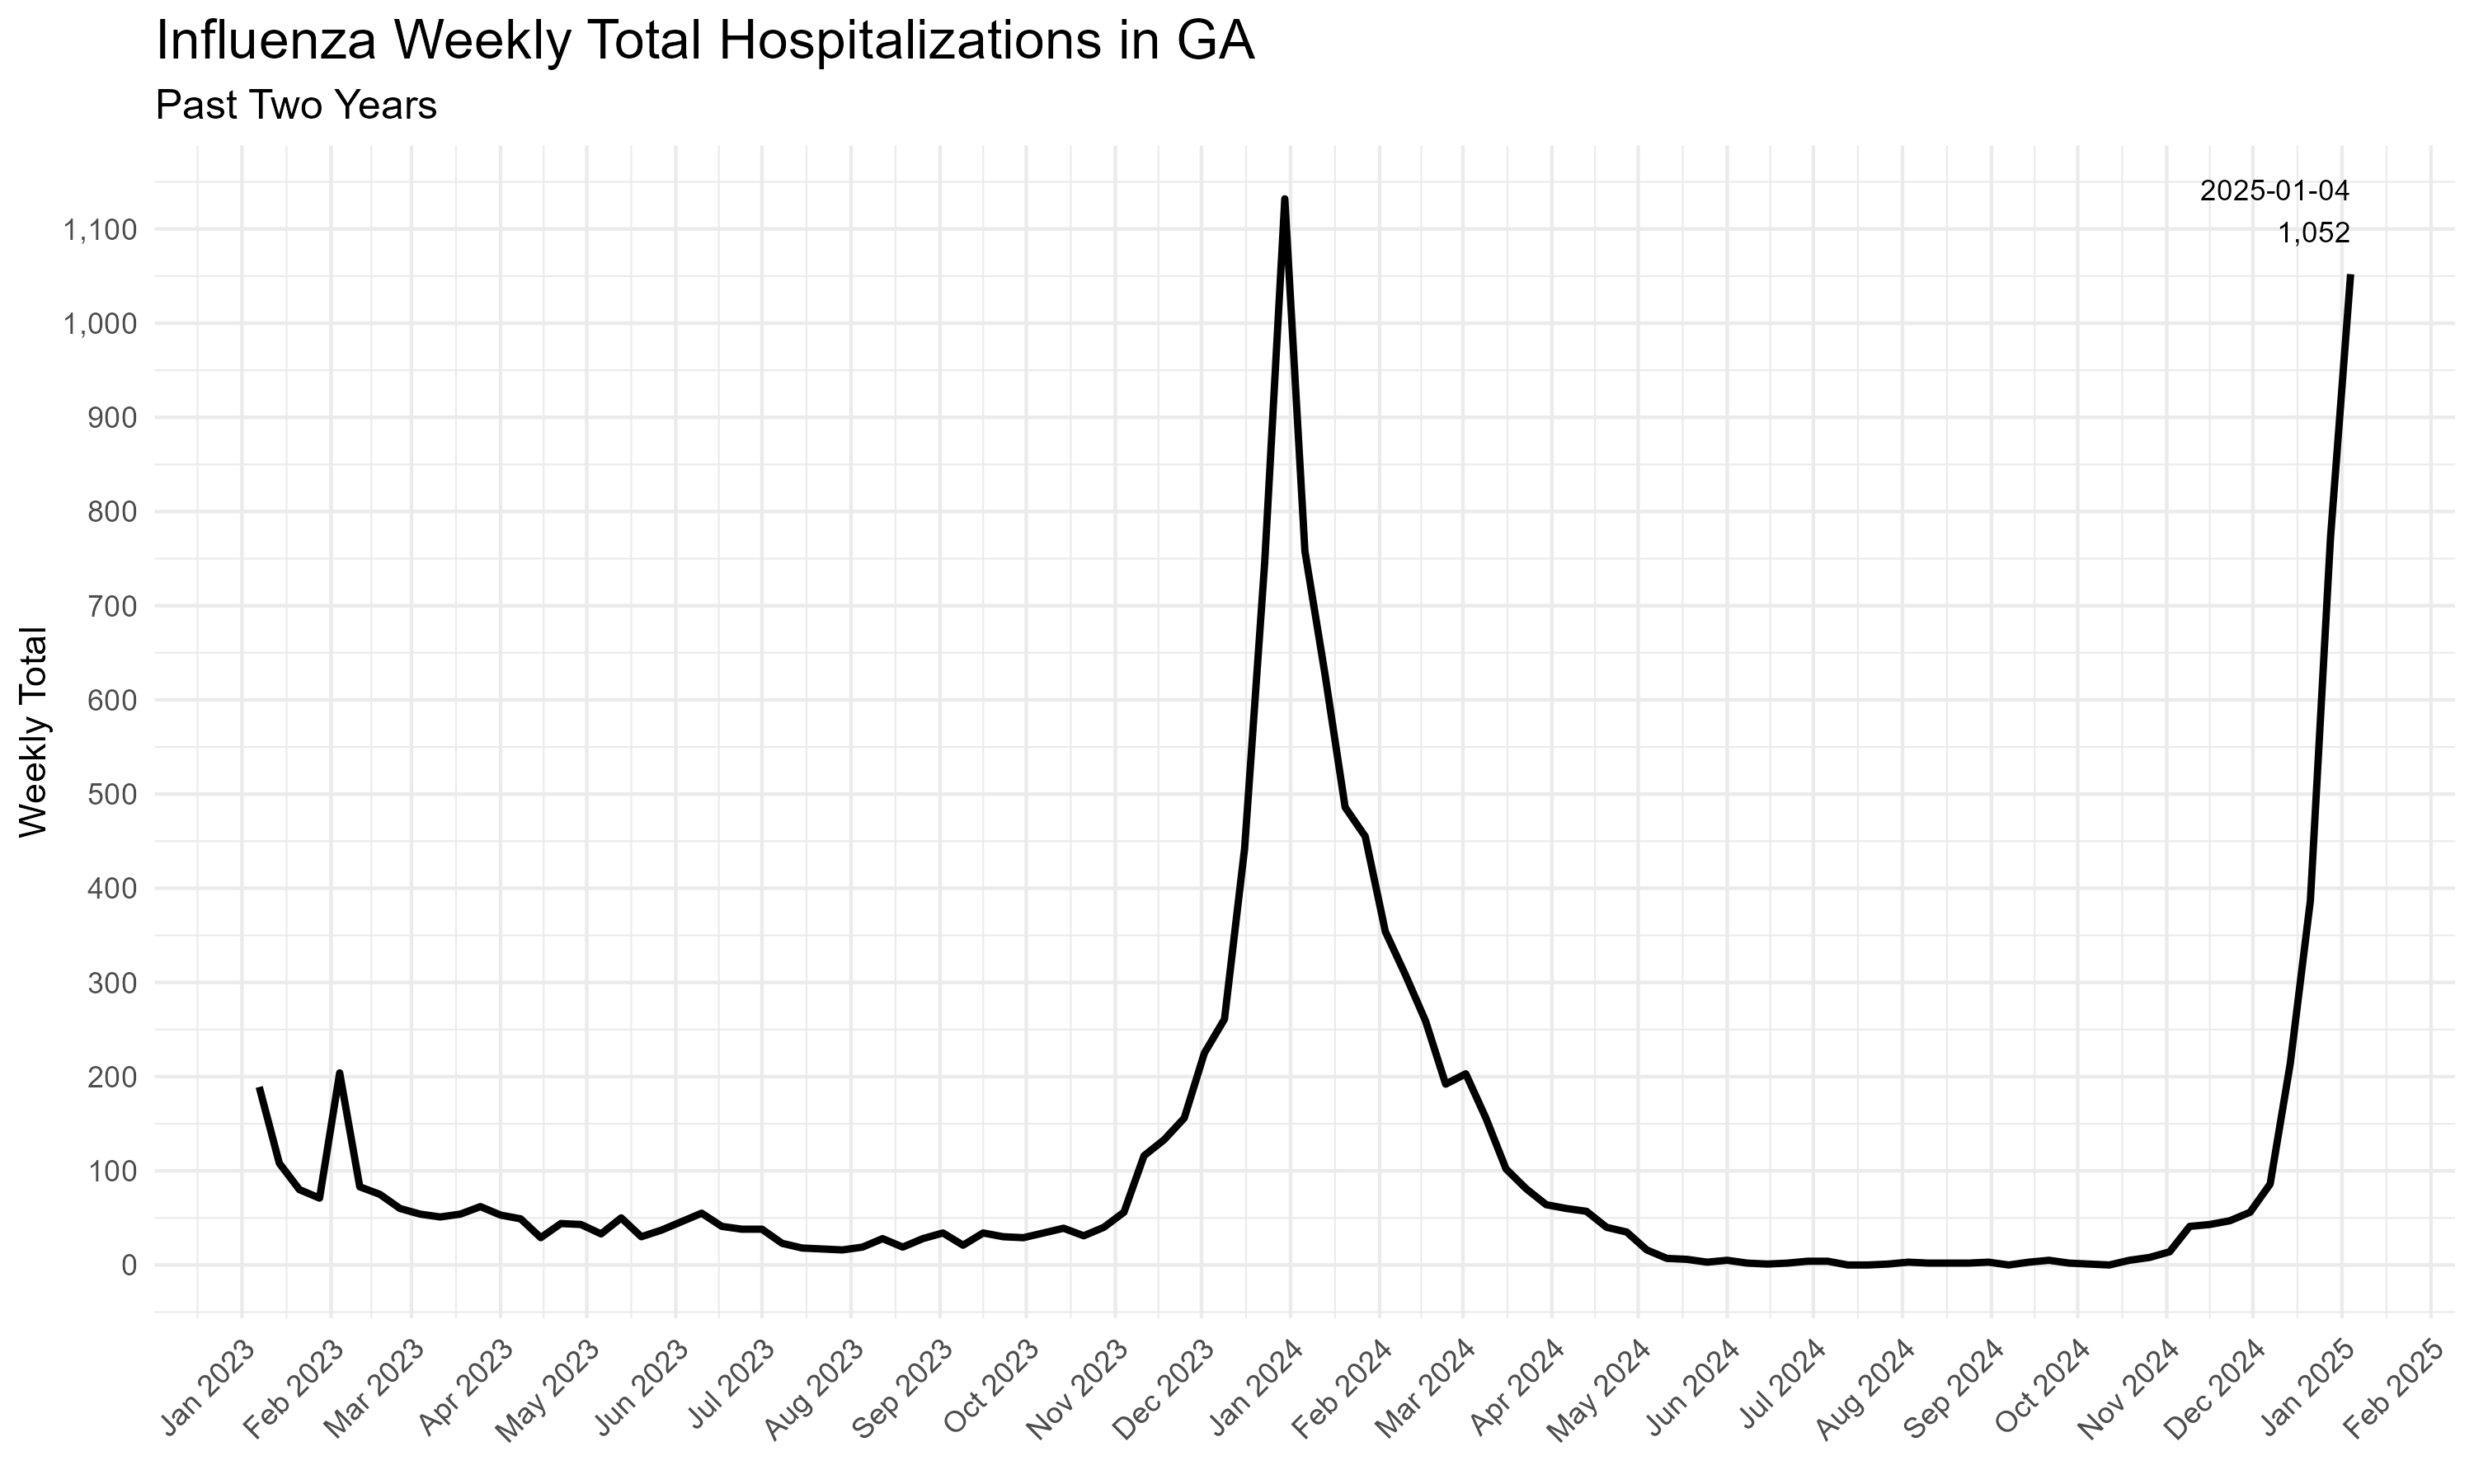 Influenza Weekly Total Hospitalizations in GA
Past Two Years
2025-01-04
1,052
Weekly Total
1,100
1,000
900
800
700
600
500
400
300
200
100
0
Jan 2023
Feb 2023
Mar 2023
Apr 2023
May 2023
Jun 2023
Jul 2023
Aug 2023
Sep 2023
Oct 2023
Nov 2023
Dec 2023
Jan 2024
Feb 2024
Mar 2024
Apr 2024
May 2024
Jun 2024
Jul 2024
Aug 2024
Sep 2024
Oct 2024
Nov 2024
Dec 2024
Jan 2025
Feb 2025